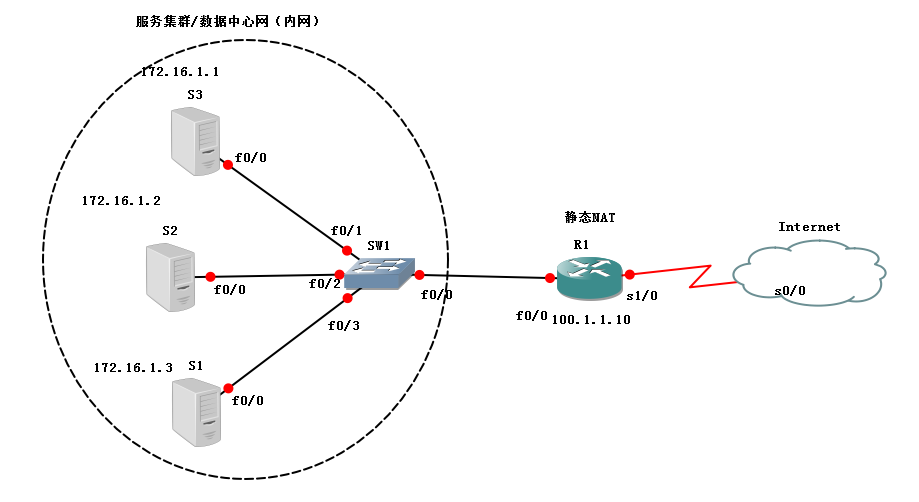 服务集群/数据中心网（内网）
172.16.1.1
S3
f0/0
172.16.1.2
S2
f0/0
f0/1
SW1
f0/2
f0/0
f0/3
172.16.1.3
S1
f0/0
静态NAT
R1
s1/0
f0/0
100.1.1.10
Internet
s0/0